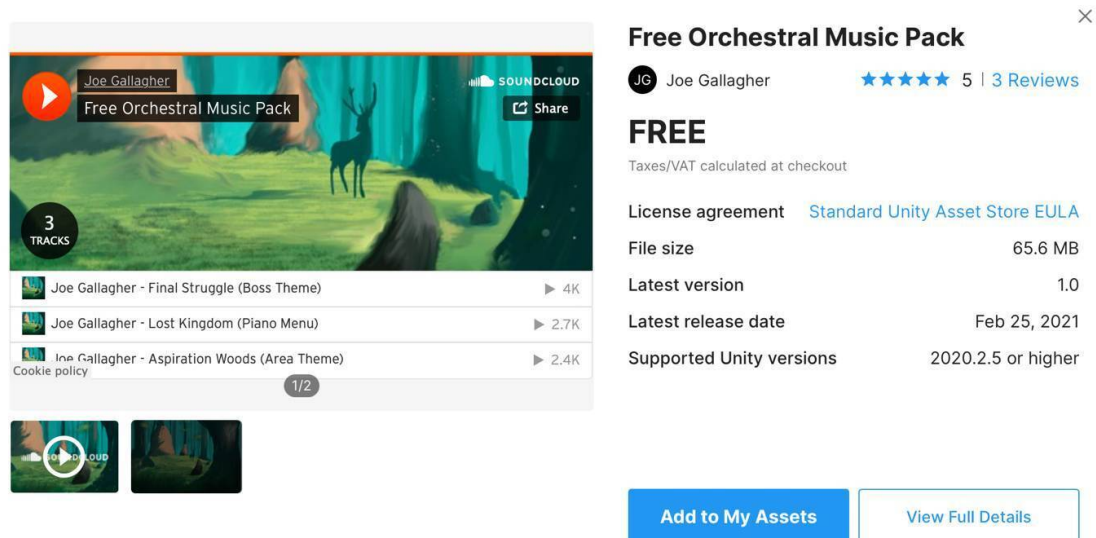 Joe Gallagher
Free Orchestral Music Pack
SOUNDCLOUD
Share
3
TRACKS
Joe Gallagher - Final Struggle (Boss Theme) 4K
Joe Gallagher - Lost Kingdom (Piano Menu) 2.7K
Joe Gallagher - Aspiration Woods (Area Theme) 2.4K
Cookie policy
1/2
SOUNDCLOUD
Free Orchestral Music Pack
JG Joe Gallagher 5 | 3 Reviews
FREE
Taxes/VAT calculated at checkout
License agreement Standard Unity Asset Store EULA
File size 65.6 MB
Latest version 1.0
Latest release date Feb 25, 2021
Supported Unity versions 2020.2.5 or higher
Add to My Assets
View Full Details